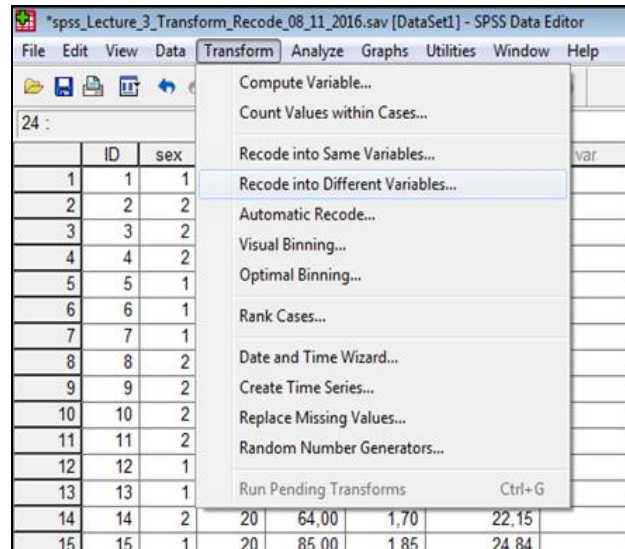 *spss_Lecture_3_Transform_Recode_08_11_2016.sav [DataSet1] - SPSS Data Editor
File Edit View Data Transform Analyze Graphs Utilities Window Help
24 :
ID sex var
Compute Variable...
Count Values within Cases...
Recode into Same Variables...
Recode into Different Variables...
Automatic Recode...
Visual Binning...
Optimal Binning...
Rank Cases...
Date and Time Wizard...
Create Time Series...
Replace Missing Values...
Random Number Generators...
Run Pending Transforms Ctrl+G
1 1 1
2 2 2
3 3 2
4 4 2
5 5 1
6 6 1
7 7 1
8 8 2
9 9 2
10 10 2
11 11 2
12 12 1
13 13 1
14 14 2 20 64,00 1,70 22,15
15 15 1 20 85,00 1,85 24,84